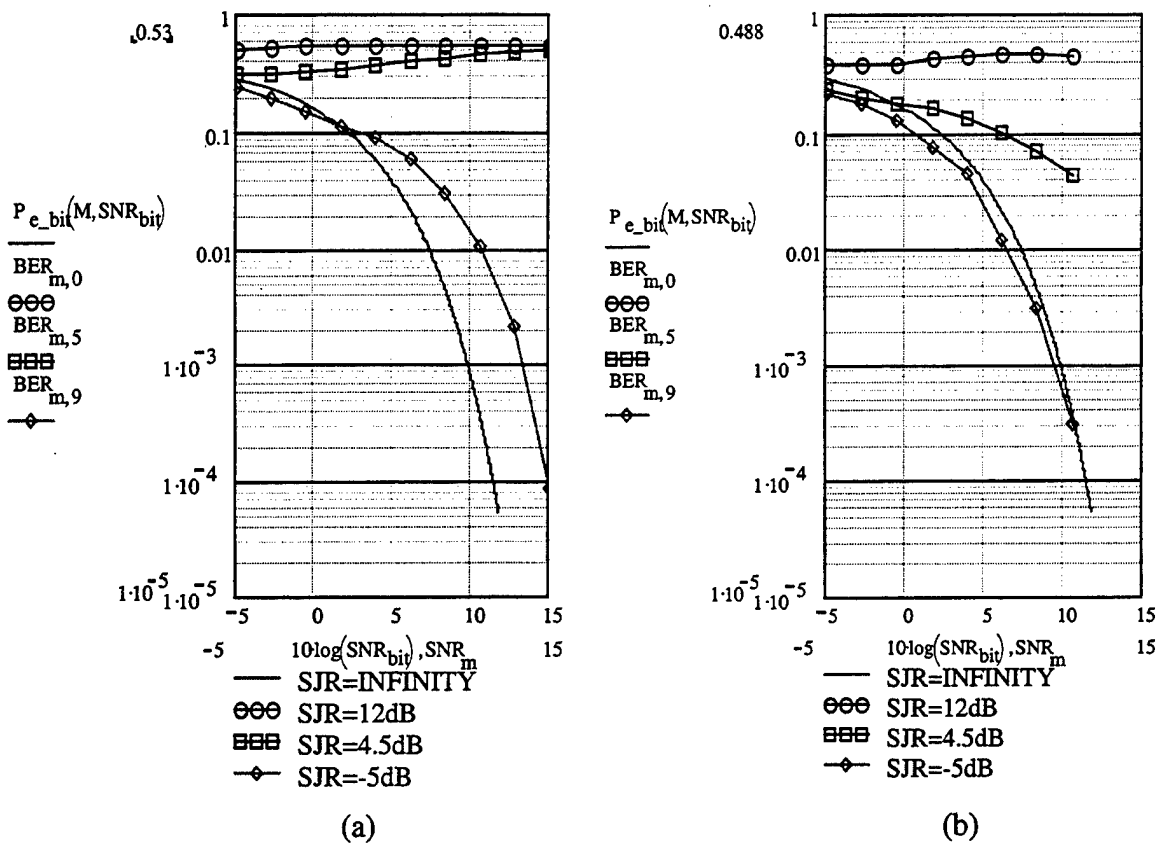 0.53
1
0.1
0.01
1·10⁻³
1·10⁻⁴
1·10⁻⁵
1·10⁻⁵
P e_bit(M,SNR bit)
BER m,0
BER m,5
BER m,9
−5 0 5 10 15
−5 10·log(SNR bit),SNR m 15
SJR=INFINITY
SJR=12dB
SJR=4.5dB
SJR=-5dB
(a)
0.488
1
0.1
0.01
1·10⁻³
1·10⁻⁴
1·10⁻⁵
1·10⁻⁵
P e_bit(M,SNR bit)
BER m,0
BER m,5
BER m,9
−5 0 5 10 15
−5 10·log(SNR bit),SNR m 15
SJR=INFINITY
SJR=12dB
SJR=4.5dB
SJR=-5dB
(b)